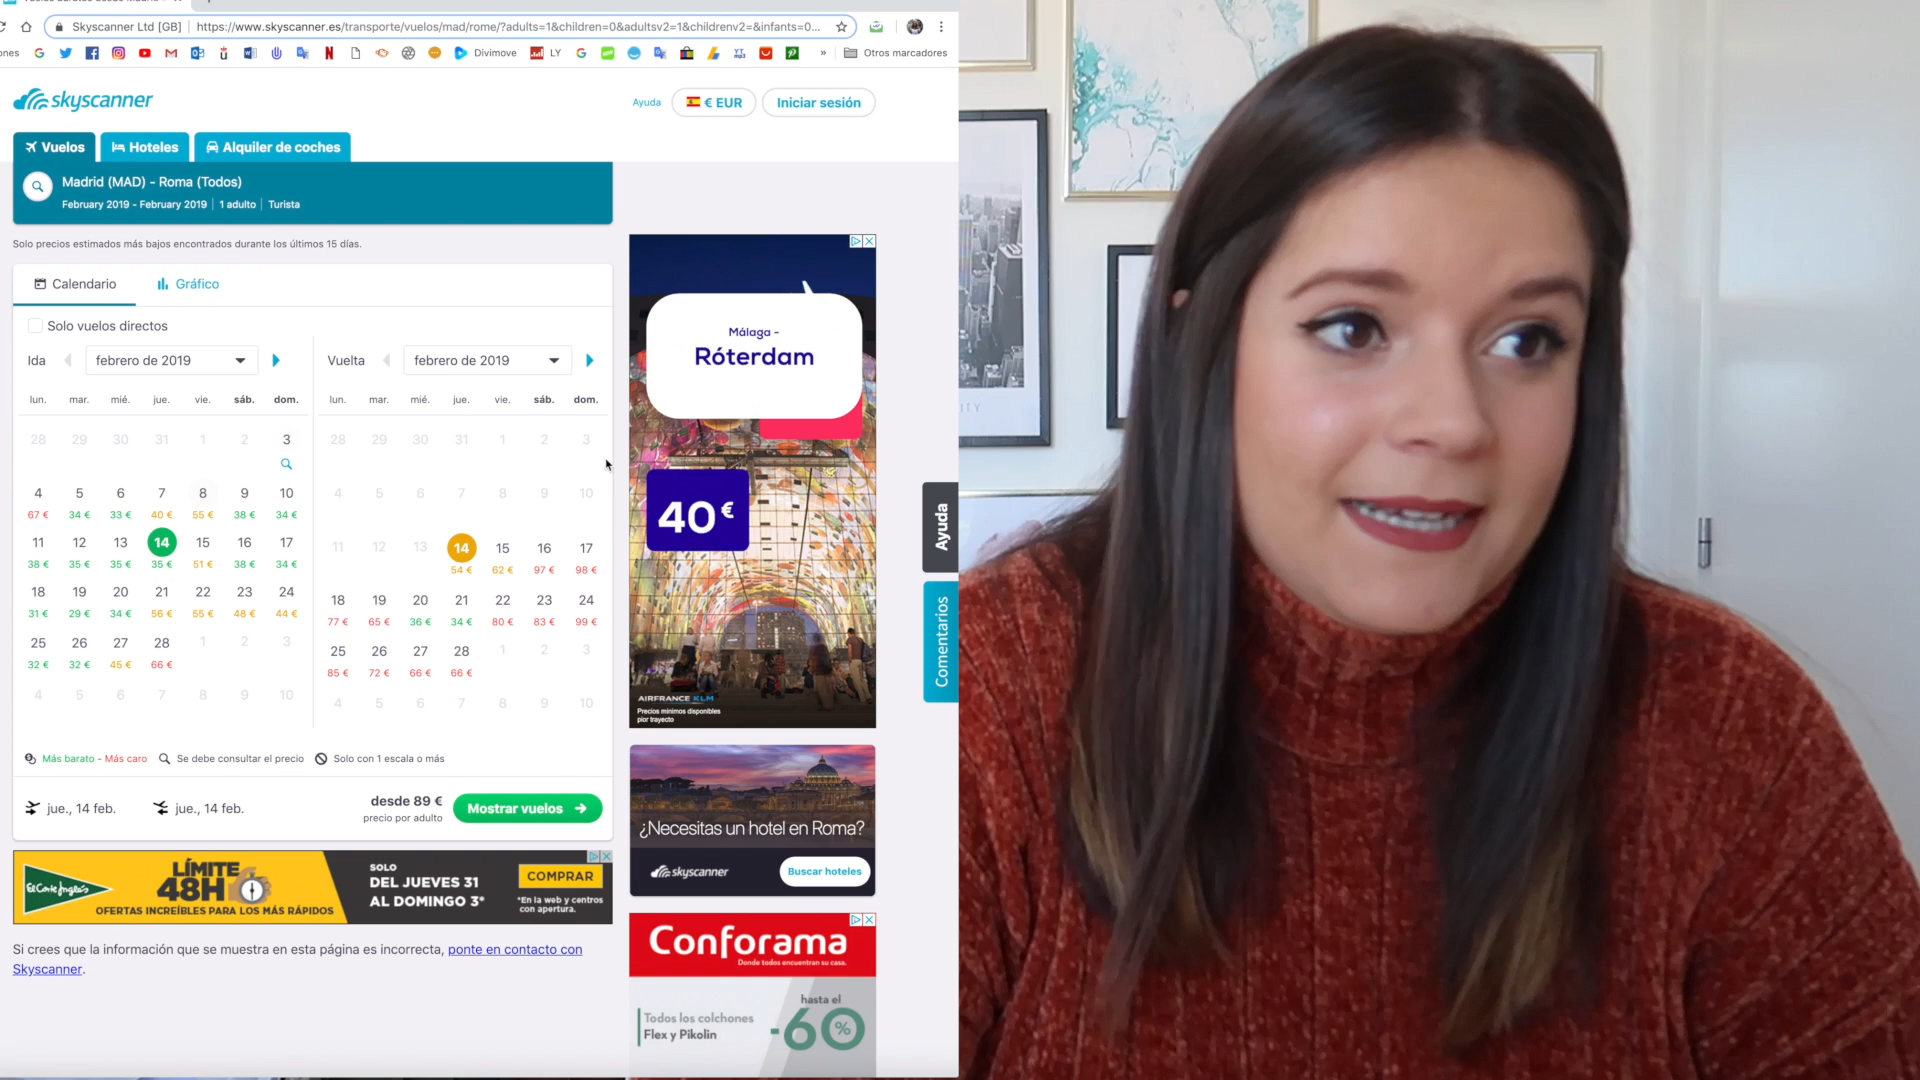 Skyscanner Ltd [GB] | https://www.skyscanner.es/transporte/vuelos/mad/rome/?adults=1&children=0&adultsv2=1&childrenv2=&infants=0...
Divimove
LY
» Otros marcadores
skyscanner
Ayuda
€ EUR
Iniciar sesión
Vuelos
Hoteles
Alquiler de coches
Madrid (MAD) - Roma (Todos)
February 2019 - February 2019 | 1 adulto | Turista
Solo precios estimados más bajos encontrados durante los últimos 15 días.
Calendario
Gráfico
Solo vuelos directos
Ida febrero de 2019
lun. mar. mié. jue. vie. sáb. dom.
28 29 30 31 1 2 3
4 5 6 7 8 9 10
67 € 34 € 33 € 40 € 55 € 38 € 34 €
11 12 13 14 15 16 17
38 € 35 € 35 € 35 € 51 € 38 € 34 €
18 19 20 21 22 23 24
31 € 29 € 34 € 56 € 55 € 48 € 44 €
25 26 27 28 1 2 3
32 € 32 € 45 € 66 €
4 5 6 7 8 9 10
Vuelta febrero de 2019
lun. mar. mié. jue. vie. sáb. dom.
28 29 30 31 1 2 3
4 5 6 7 8 9 10
11 12 13 14 15 16 17
54 € 62 € 97 € 98 €
18 19 20 21 22 23 24
77 € 65 € 36 € 34 € 80 € 83 € 99 €
25 26 27 28 1 2 3
85 € 72 € 66 € 66 €
4 5 6 7 8 9 10
Más barato - Más caro
Se debe consultar el precio
Solo con 1 escala o más
jue., 14 feb.
jue., 14 feb.
desde 89 €
precio por adulto
Mostrar vuelos
El Corte Inglés
LÍMITE
48H
OFERTAS INCREÍBLES PARA LOS MÁS RÁPIDOS
SOLO
DEL JUEVES 31
AL DOMINGO 3*
COMPRAR
*En la web y centros
con apertura.
Si crees que la información que se muestra en esta página es incorrecta, ponte en contacto con
Skyscanner.
Málaga -
Róterdam
40€
AIRFRANCE KLM
Precios mínimos disponibles
por trayecto
¿Necesitas un hotel en Roma?
skyscanner
Buscar hoteles
Conforama
Donde todos encuentran su casa.
Todos los colchones
Flex y Pikolin
hasta el
-60%
Ayuda
Comentarios
ITY